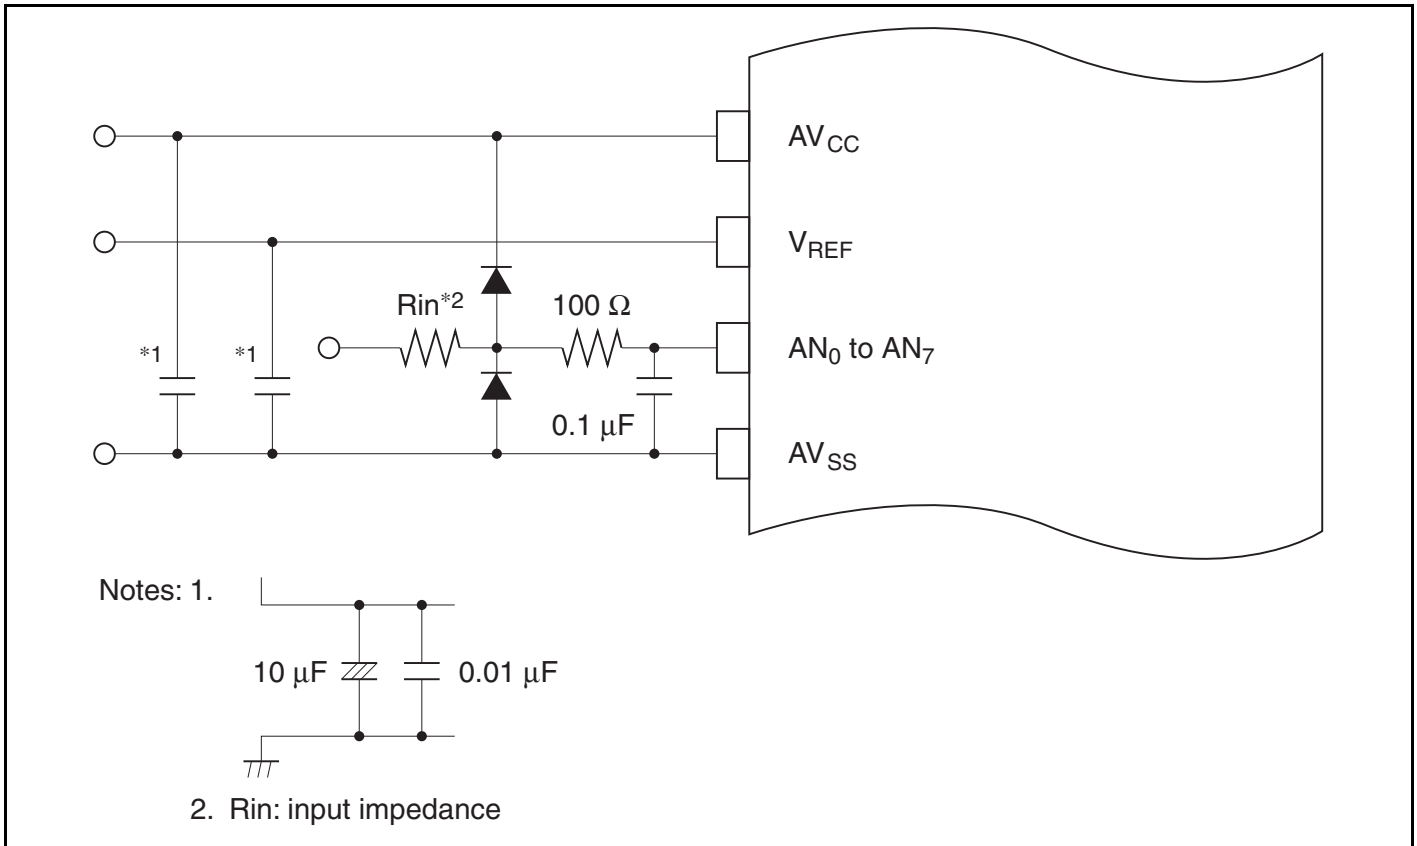 AVCC
VREF
Rin*2
100 Ω
*1
*1
AN0 to AN7
0.1 μF
AVSS
Notes: 1.
10 μF
0.01 μF
2. Rin: input impedance